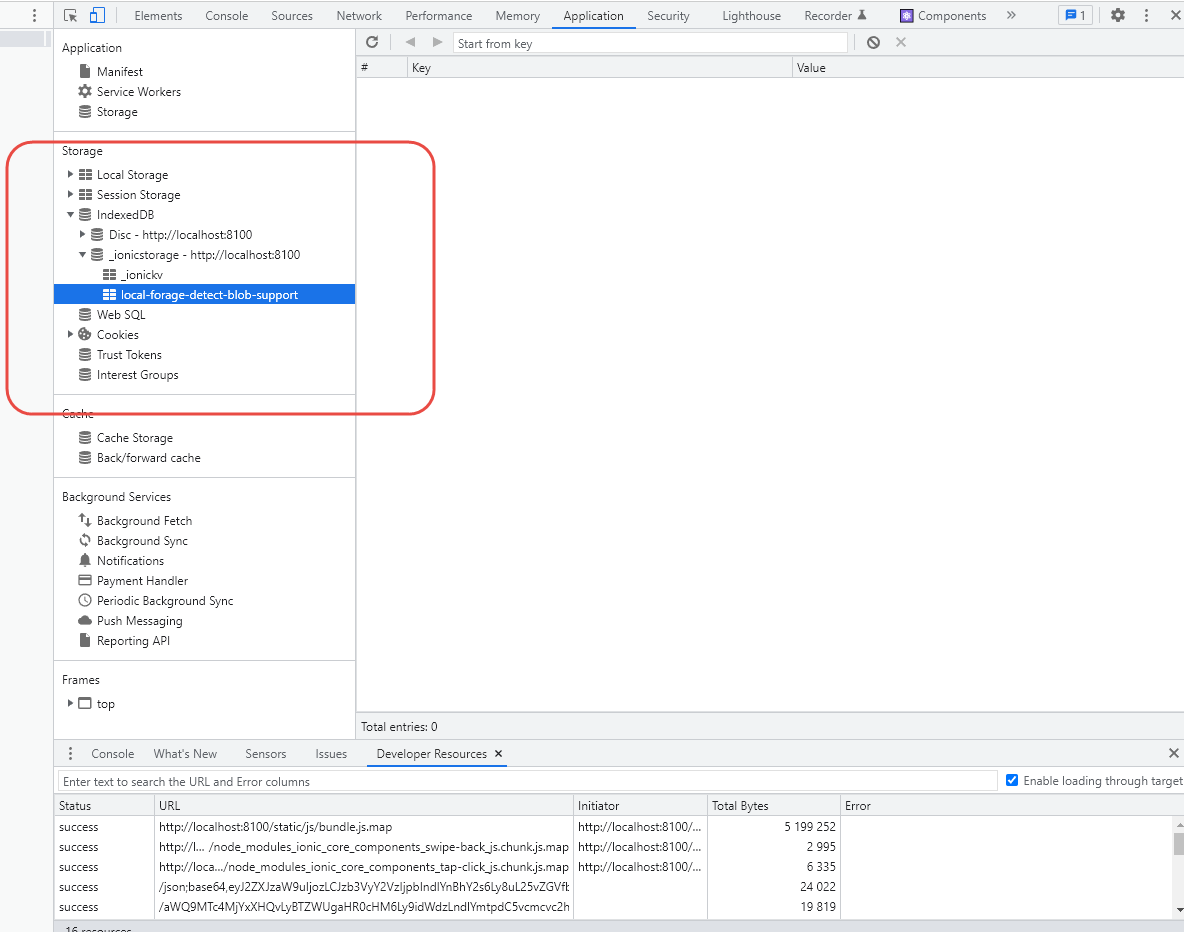 Elements Console Sources Network Performance Memory Application Security Lighthouse Recorder Components » 1
Application
Manifest
Service Workers
Storage
Storage
Local Storage
Session Storage
IndexedDB
Disc - http://localhost:8100
_ionicstorage - http://localhost:8100
_ionickv
local-forage-detect-blob-support
Web SQL
Cookies
Trust Tokens
Interest Groups
Cache
Cache Storage
Back/forward cache
Background Services
Background Fetch
Background Sync
Notifications
Payment Handler
Periodic Background Sync
Push Messaging
Reporting API
Frames
top
Start from key
# Key Value
Total entries: 0
Console What's New Sensors Issues Developer Resources
Enter text to search the URL and Error columns Enable loading through target
Status URL Initiator Total Bytes Error
success http://localhost:8100/static/js/bundle.js.map http://localhost:8100/... 5 199 252
success http://l... /node_modules_ionic_core_components_swipe-back_js.chunk.js.map http://localhost:8100/... 2 995
success http://loca.../node_modules_ionic_core_components_tap-click_js.chunk.js.map http://localhost:8100/... 6 335
success 24 022
success 19 819
16 resources